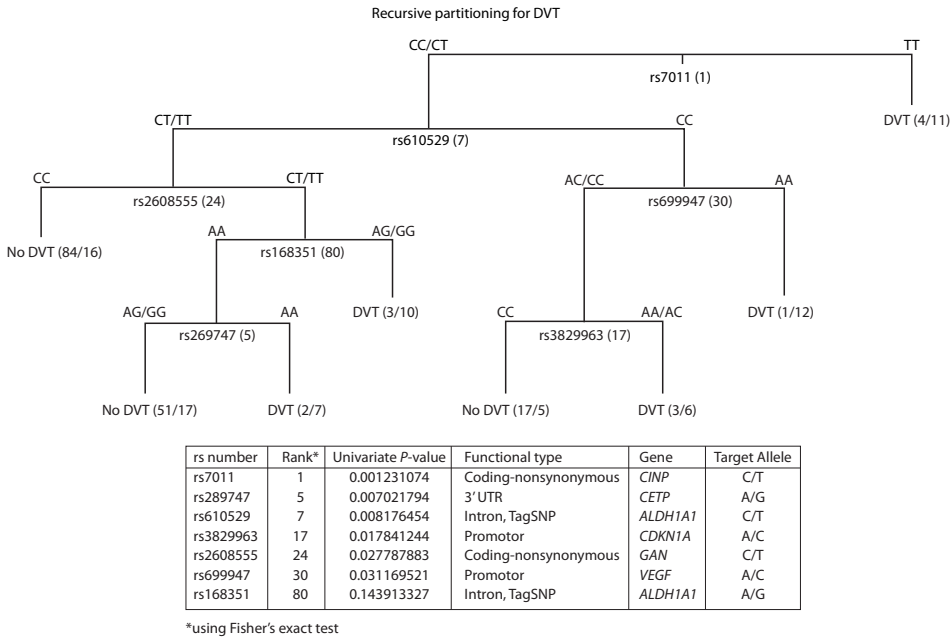 Recursive partitioning for DVT
CC/CT TT
rs7011 (1)
CT/TT CC DVT (4/11)
rs610529 (7)
CC CT/TT AC/CC AA
rs2608555 (24) rs699947 (30)
AA AG/GG
No DVT (84/16) rs168351 (80)
AG/GG AA DVT (3/10) CC AA/AC DVT (1/12)
rs269747 (5) rs3829963 (17)
No DVT (51/17) DVT (2/7) No DVT (17/5) DVT (3/6)
rs number Rank* Univariate P-value Functional type Gene Target Allele
rs7011 1 0.001231074 Coding-nonsynonymous CINP C/T
rs289747 5 0.007021794 3' UTR CETP A/G
rs610529 7 0.008176454 Intron, TagSNP ALDH1A1 C/T
rs3829963 17 0.017841244 Promotor CDKN1A A/C
rs2608555 24 0.027787883 Coding-nonsynonymous GAN C/T
rs699947 30 0.031169521 Promotor VEGF A/C
rs168351 80 0.143913327 Intron, TagSNP ALDH1A1 A/G
*using Fisher's exact test